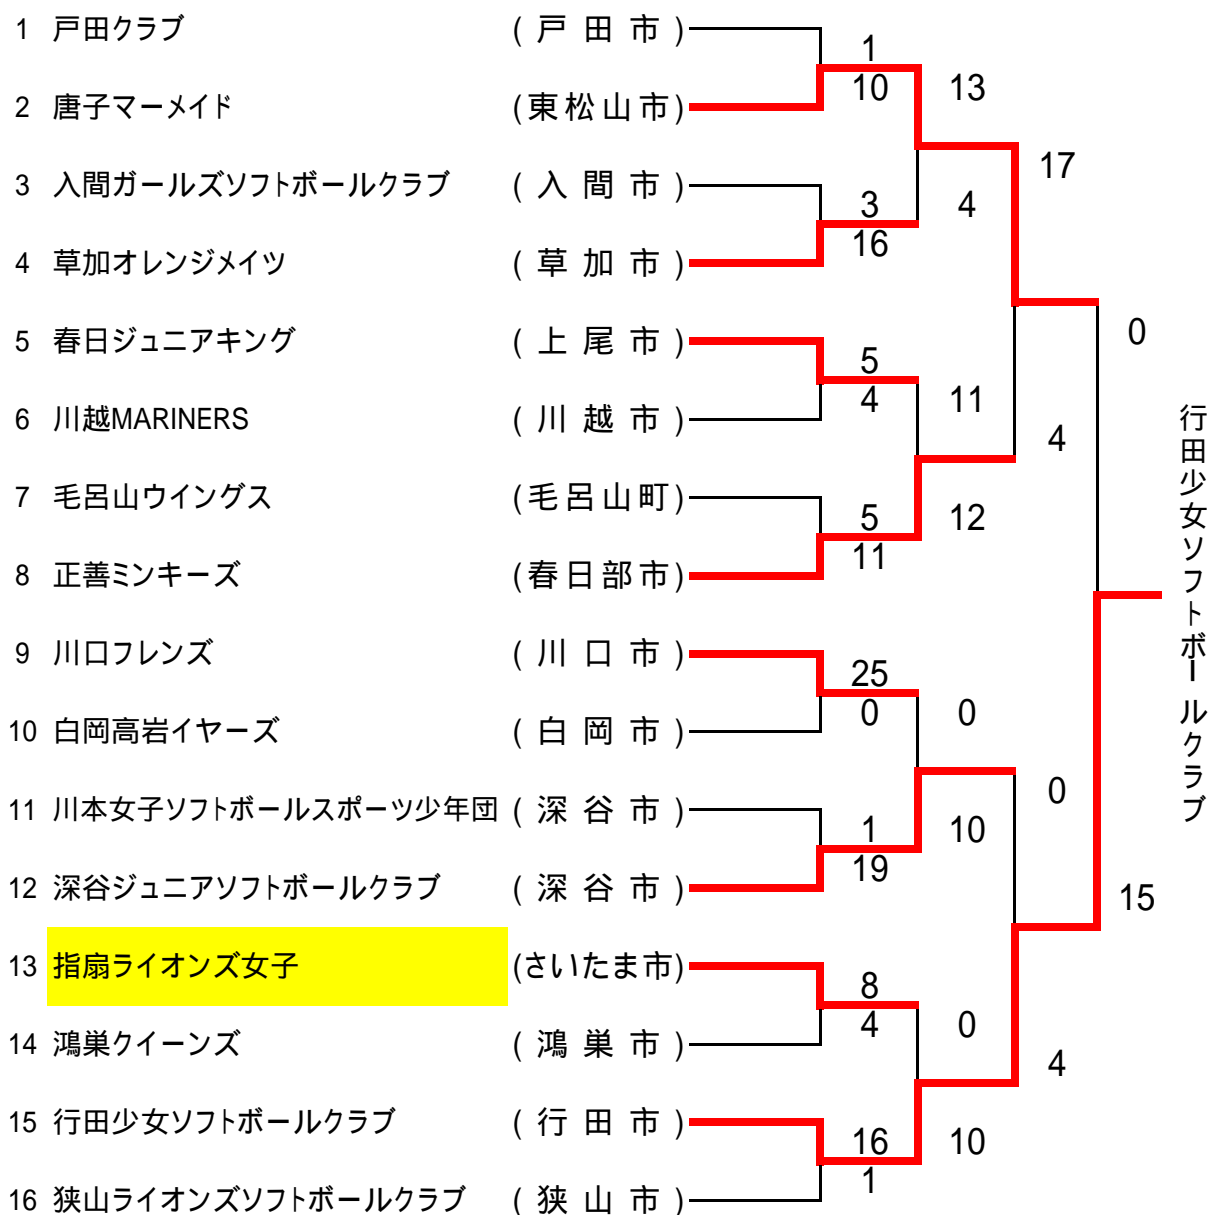 1 戸田クラブ (戸田市)
1
10 13
2 唐子マーメイド (東松山市)
17
3 入間ガールズソフトボールクラブ (入間市)
3 4
16
4 草加オレンジメイツ (草加市)
0
5 春日ジュニアキング (上尾市)
5
4 11
6 川越MARINERS (川越市)
4
7 毛呂山ウイングス (毛呂山町)
5 12
11
8 正善ミンキーズ (春日部市)
行田少女ソフトボールクラブ
9 川口フレンズ (川口市)
25
0 0
10 白岡高岩イヤーズ (白岡市)
0
11 川本女子ソフトボールスポーツ少年団 (深谷市)
1 10
19
12 深谷ジュニアソフトボールクラブ (深谷市)
15
13 指扇ライオンズ女子 (さいたま市)
8
4 0
14 鴻巣クイーンズ (鴻巣市)
4
15 行田少女ソフトボールクラブ (行田市)
16 10
1
16 狭山ライオンズソフトボールクラブ (狭山市)